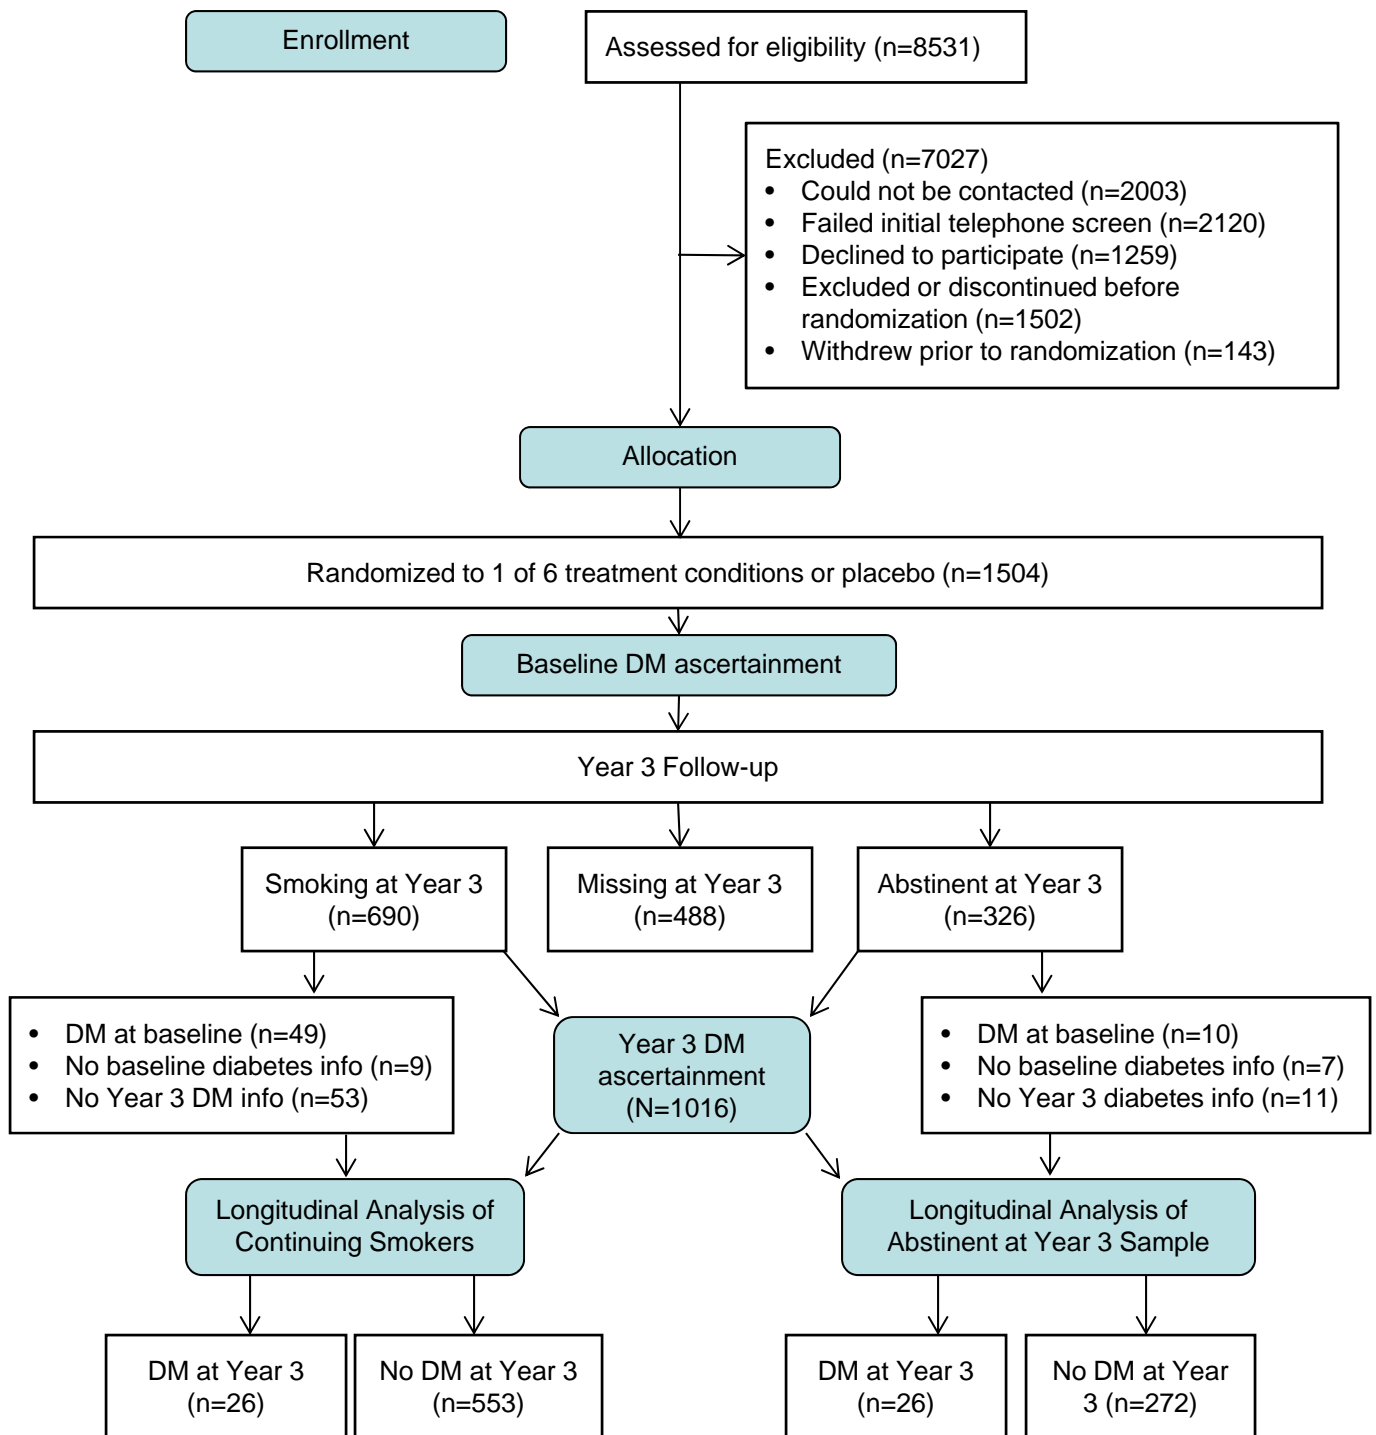 Enrollment
Assessed for eligibility (n=8531)
Excluded (n=7027)
• Could not be contacted (n=2003)
• Failed initial telephone screen (n=2120)
• Declined to participate (n=1259)
• Excluded or discontinued before
randomization (n=1502)
• Withdrew prior to randomization (n=143)
Allocation
Randomized to 1 of 6 treatment conditions or placebo (n=1504)
Baseline DM ascertainment
Year 3 Follow-up
Smoking at Year 3
(n=690)
Missing at Year 3
(n=488)
Abstinent at Year 3
(n=326)
• DM at baseline (n=49)
• No baseline diabetes info (n=9)
• No Year 3 DM info (n=53)
Year 3 DM
ascertainment
(N=1016)
• DM at baseline (n=10)
• No baseline diabetes info (n=7)
• No Year 3 diabetes info (n=11)
Longitudinal Analysis of
Continuing Smokers
Longitudinal Analysis of
Abstinent at Year 3 Sample
DM at Year 3
(n=26)
No DM at Year 3
(n=553)
DM at Year 3
(n=26)
No DM at Year
3 (n=272)